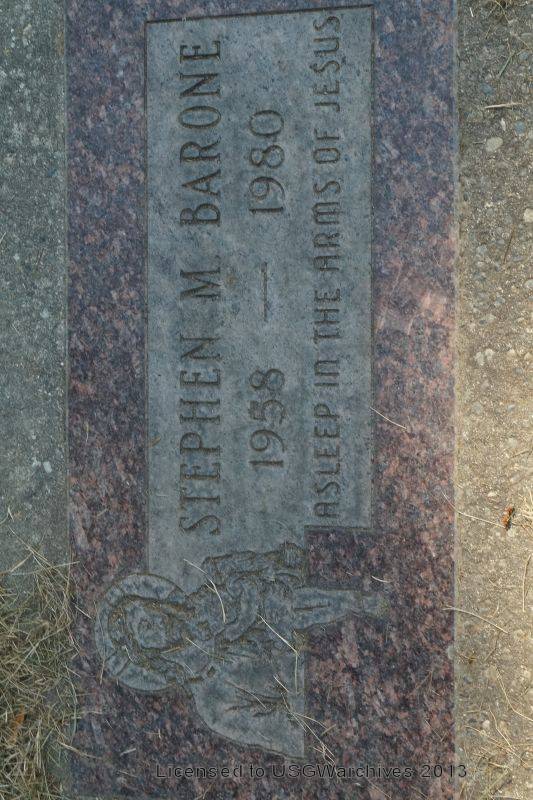 STEPHEN M. BARONE
1958 — 1980
ASLEEP IN THE ARMS OF JESUS
Licensed to USGWarchives 2013